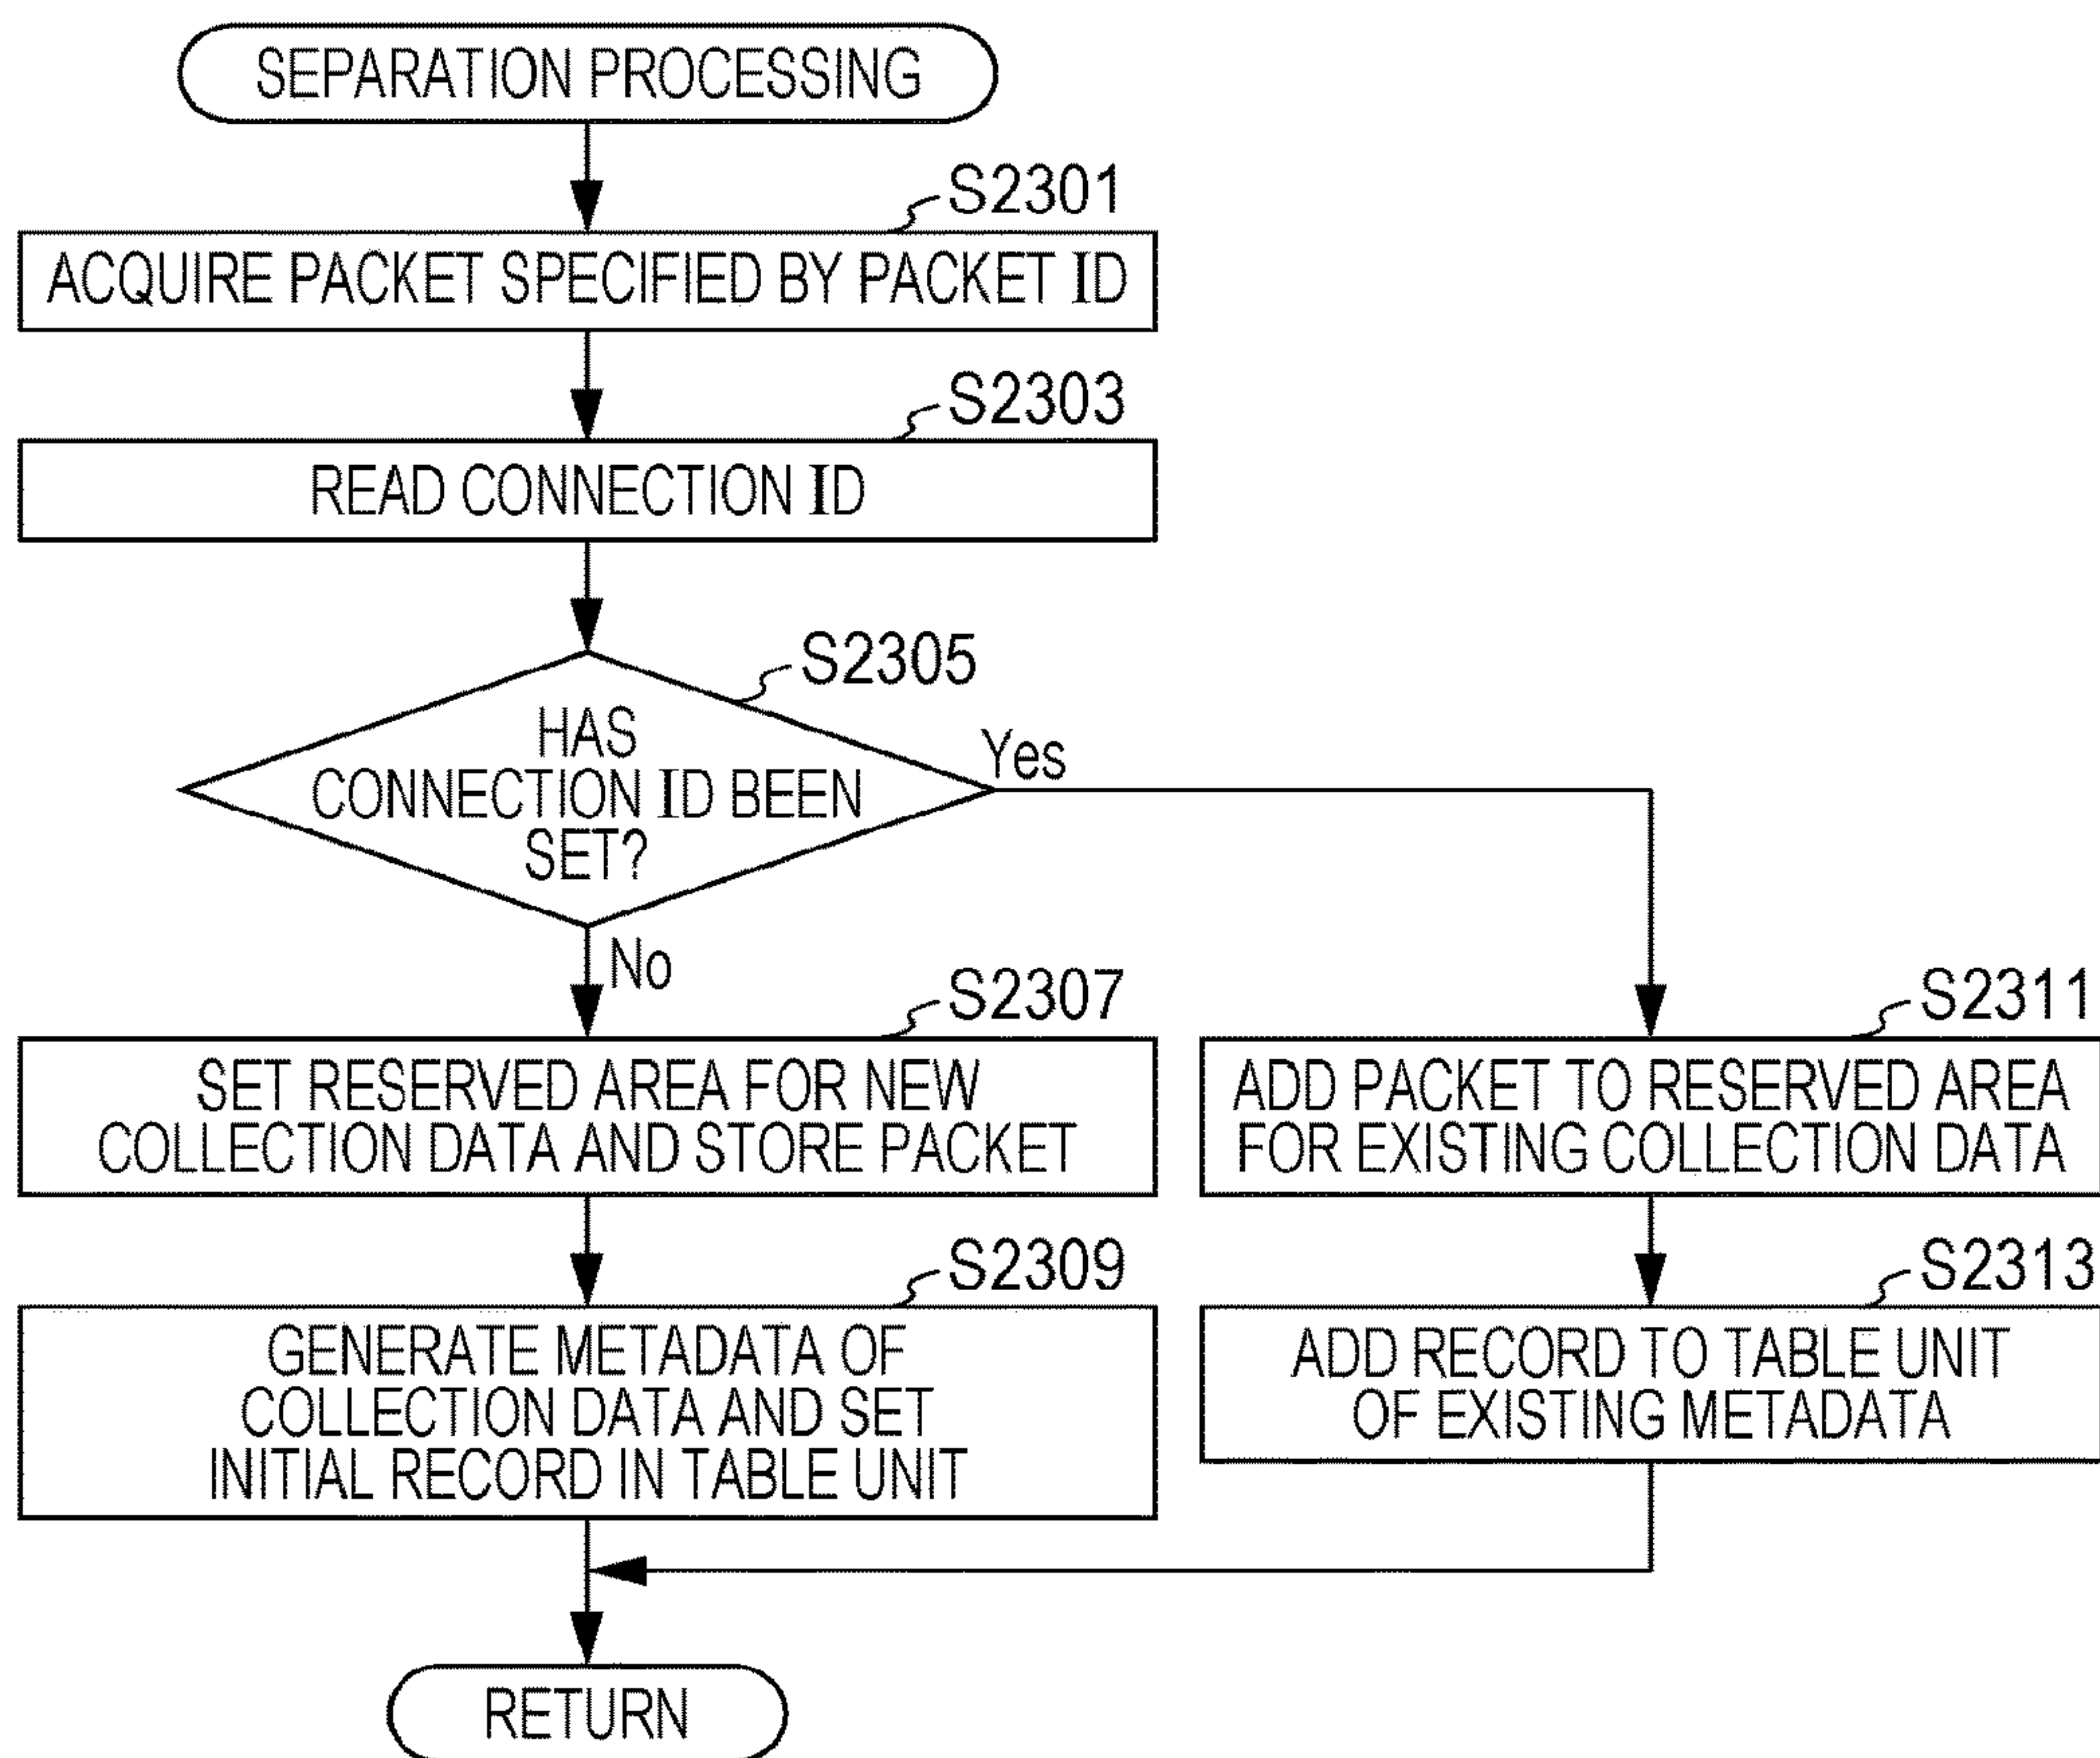 SEPARATION PROCESSING
S2301
ACQUIRE PACKET SPECIFIED BY PACKET ID
S2303
READ CONNECTION ID
S2305
HAS
CONNECTION ID BEEN
SET?
Yes
No
S2307
SET RESERVED AREA FOR NEW
COLLECTION DATA AND STORE PACKET
S2311
ADD PACKET TO RESERVED AREA
FOR EXISTING COLLECTION DATA
S2309
GENERATE METADATA OF
COLLECTION DATA AND SET
INITIAL RECORD IN TABLE UNIT
S2313
ADD RECORD TO TABLE UNIT
OF EXISTING METADATA
RETURN